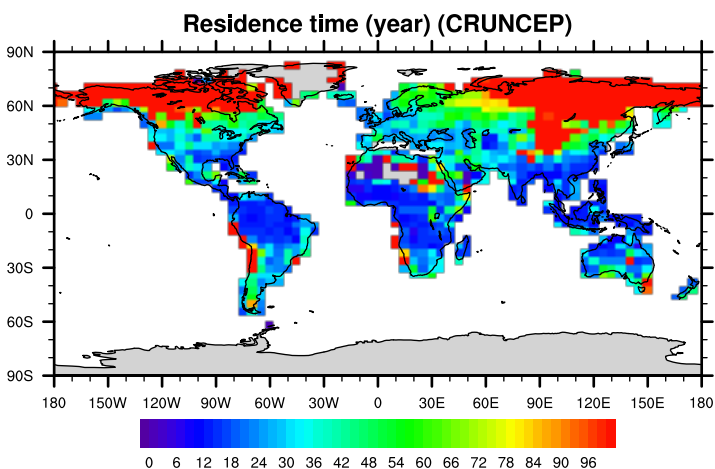 Residence time (year) (CRUNCEP)
90N
60N
30N
0
30S
60S
90S
180 150W 120W 90W 60W 30W 0 30E 60E 90E 120E 150E 180
0 6 12 18 24 30 36 42 48 54 60 66 72 78 84 90 96